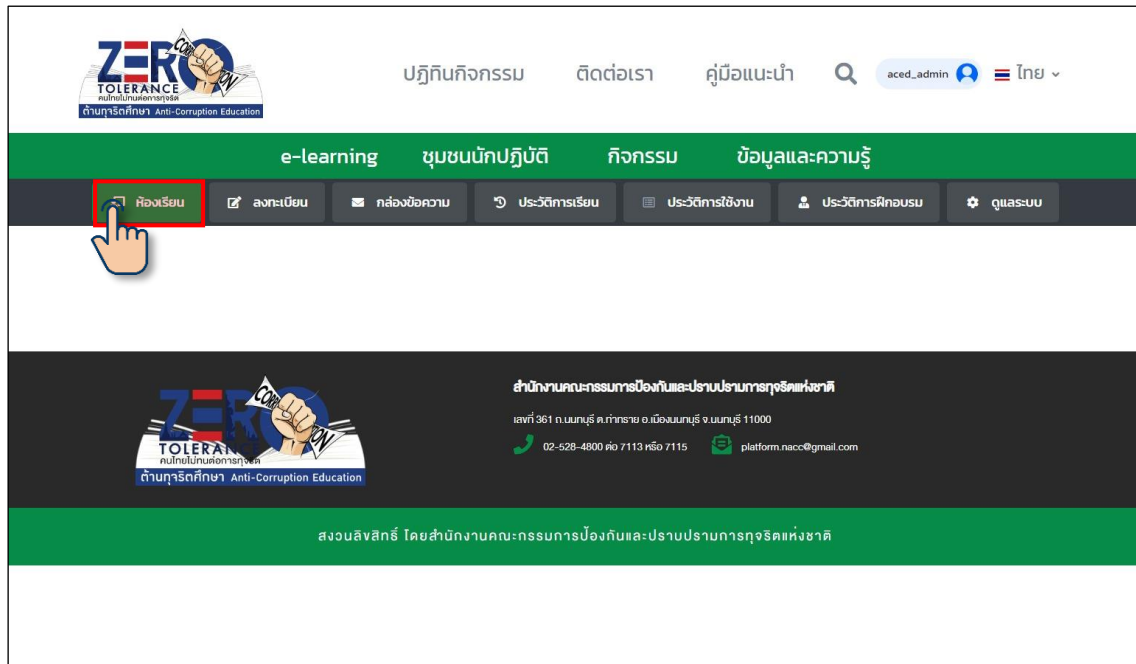 ZERO CORRUPTION
TOLERANCE
คนไทยไม่ทนต่อการทุจริต
ต้านทุจริตศึกษา Anti-Corruption Education
ปฏิทินกิจกรรม ติดต่อเรา คู่มือแนะนำ aced_admin ไทย
e-learning ชุมชนนักปฏิบัติ กิจกรรม ข้อมูลและความรู้
ห้องเรียน ลงทะเบียน กล่องข้อความ ประวัติการเรียน ประวัติการใช้งาน ประวัติการฝึกอบรม ดูแลระบบ
ZERO CORRUPTION
TOLERANCE
คนไทยไม่ทนต่อการทุจริต
ต้านทุจริตศึกษา Anti-Corruption Education
สำนักงานคณะกรรมการป้องกันและปราบปรามการทุจริตแห่งชาติ
เลขที่ 361 ถ.นนทบุรี ต.ท่าทราย อ.เมืองนนทบุรี จ.นนทบุรี 11000
02-528-4800 ต่อ 7113 หรือ 7115 platform.nacc@gmail.com
สงวนลิขสิทธิ์ โดยสำนักงานคณะกรรมการป้องกันและปราบปรามการทุจริตแห่งชาติ